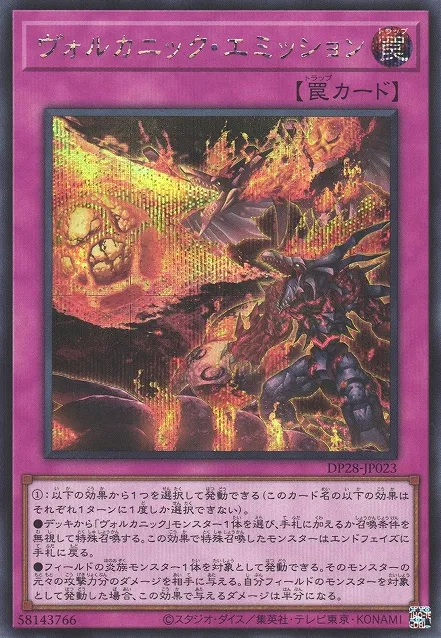 ヴォルカニック・エミッション
トラップ
罠
トラップ
【罠カード】
DP28-JP023
①:以下の効果から1つを選択して発動できる(このカード名の以下の効果は
それぞれ1ターンに1度しか選択できない)。
●デッキから「ヴォルカニック」モンスター1体を選び、手札に加えるか召喚条件を
無視して特殊召喚する。この効果で特殊召喚したモンスターはエンドフェイズに
手札に戻る。
●フィールドの炎族モンスター1体を対象として発動できる。そのモンスターの
元々の攻撃力分のダメージを相手に与える。自分フィールドのモンスターを対象
として発動した場合、この効果で与えるダメージは半分になる。
58143766
©スタジオ・ダイス/集英社・テレビ東京・KONAMI